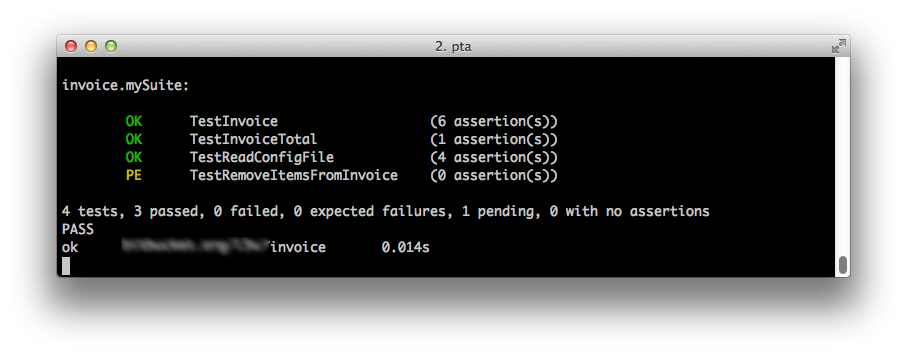 2. pta
invoice.mySuite:
OK TestInvoice (6 assertion(s))
OK TestInvoiceTotal (1 assertion(s))
OK TestReadConfigFile (4 assertion(s))
PE TestRemoveItemsFromInvoice (0 assertion(s))
4 tests, 3 passed, 0 failed, 0 expected failures, 1 pending, 0 with no assertions
PASS
ok invoice 0.014s